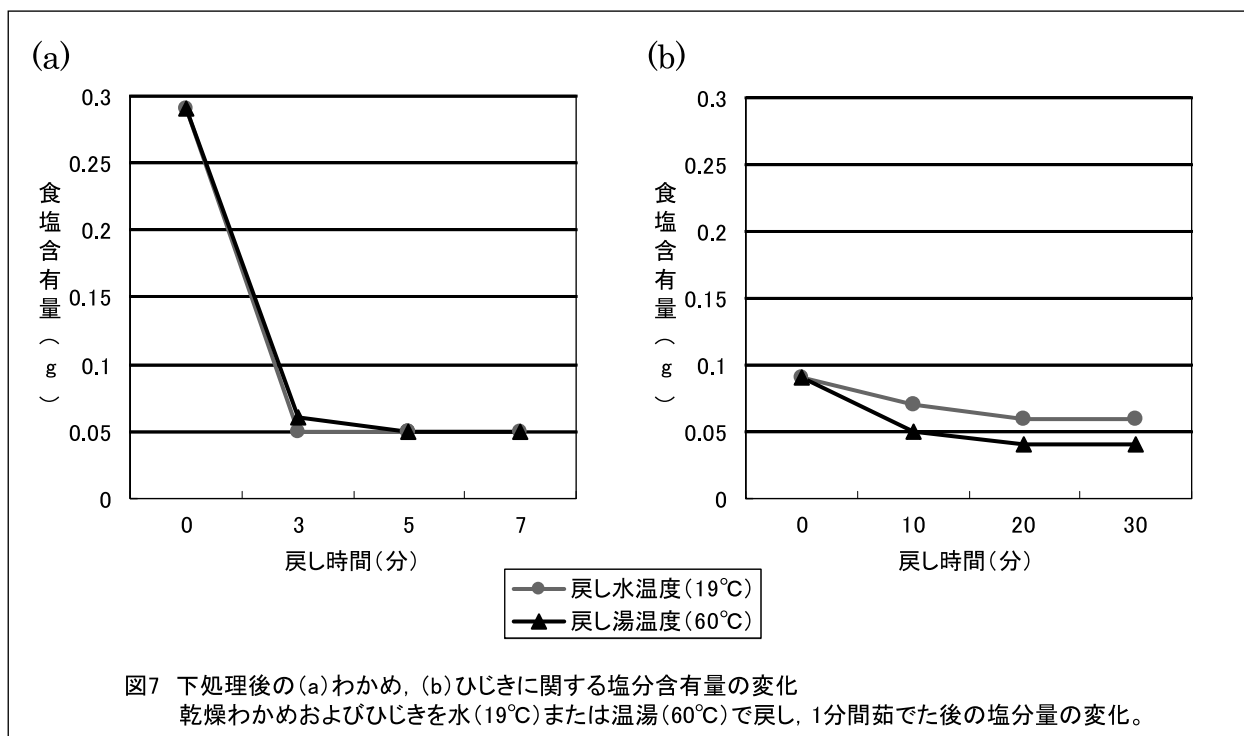 (a)
0.3
0.25
0.2
0.15
0.1
0.05
0
食塩含有量（g）
0 3 5 7
戻し時間（分）
(b)
0.3
0.25
0.2
0.15
0.1
0.05
0
食塩含有量（g）
0 10 20 30
戻し時間（分）
戻し水温度（19℃）
戻し湯温度（60℃）
図7 下処理後の(a)わかめ，(b)ひじきに関する塩分含有量の変化
乾燥わかめおよびひじきを水（19℃）または温湯（60℃）で戻し，1分間茹でた後の塩分量の変化。